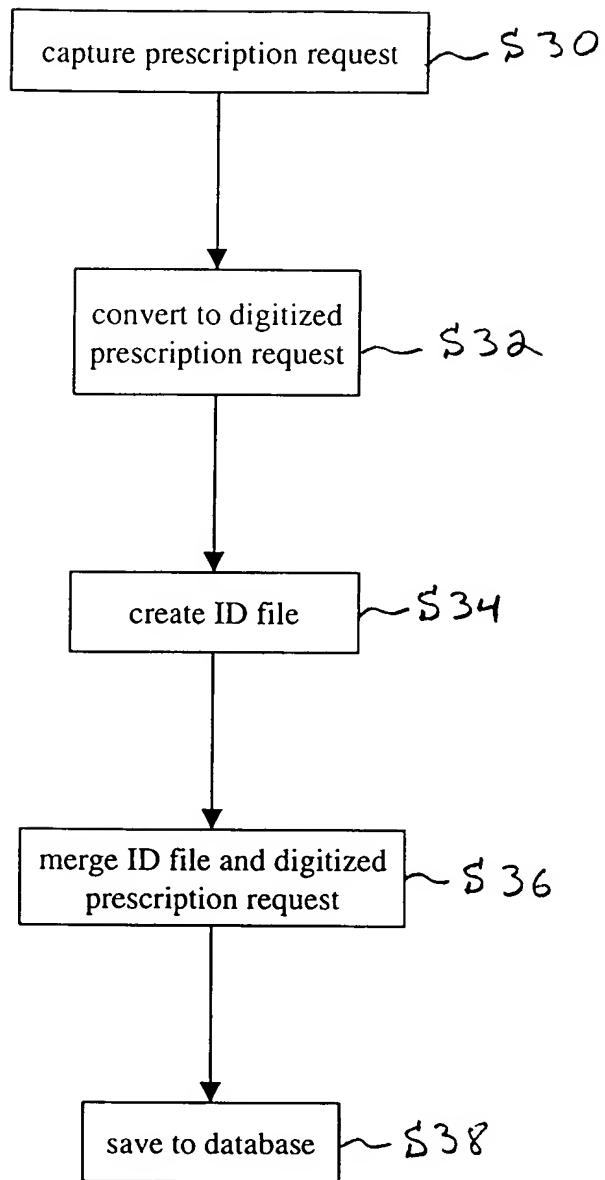 capture prescription request S30
convert to digitized
prescription request S32
create ID file S34
merge ID file and digitized
prescription request S36
save to database S38